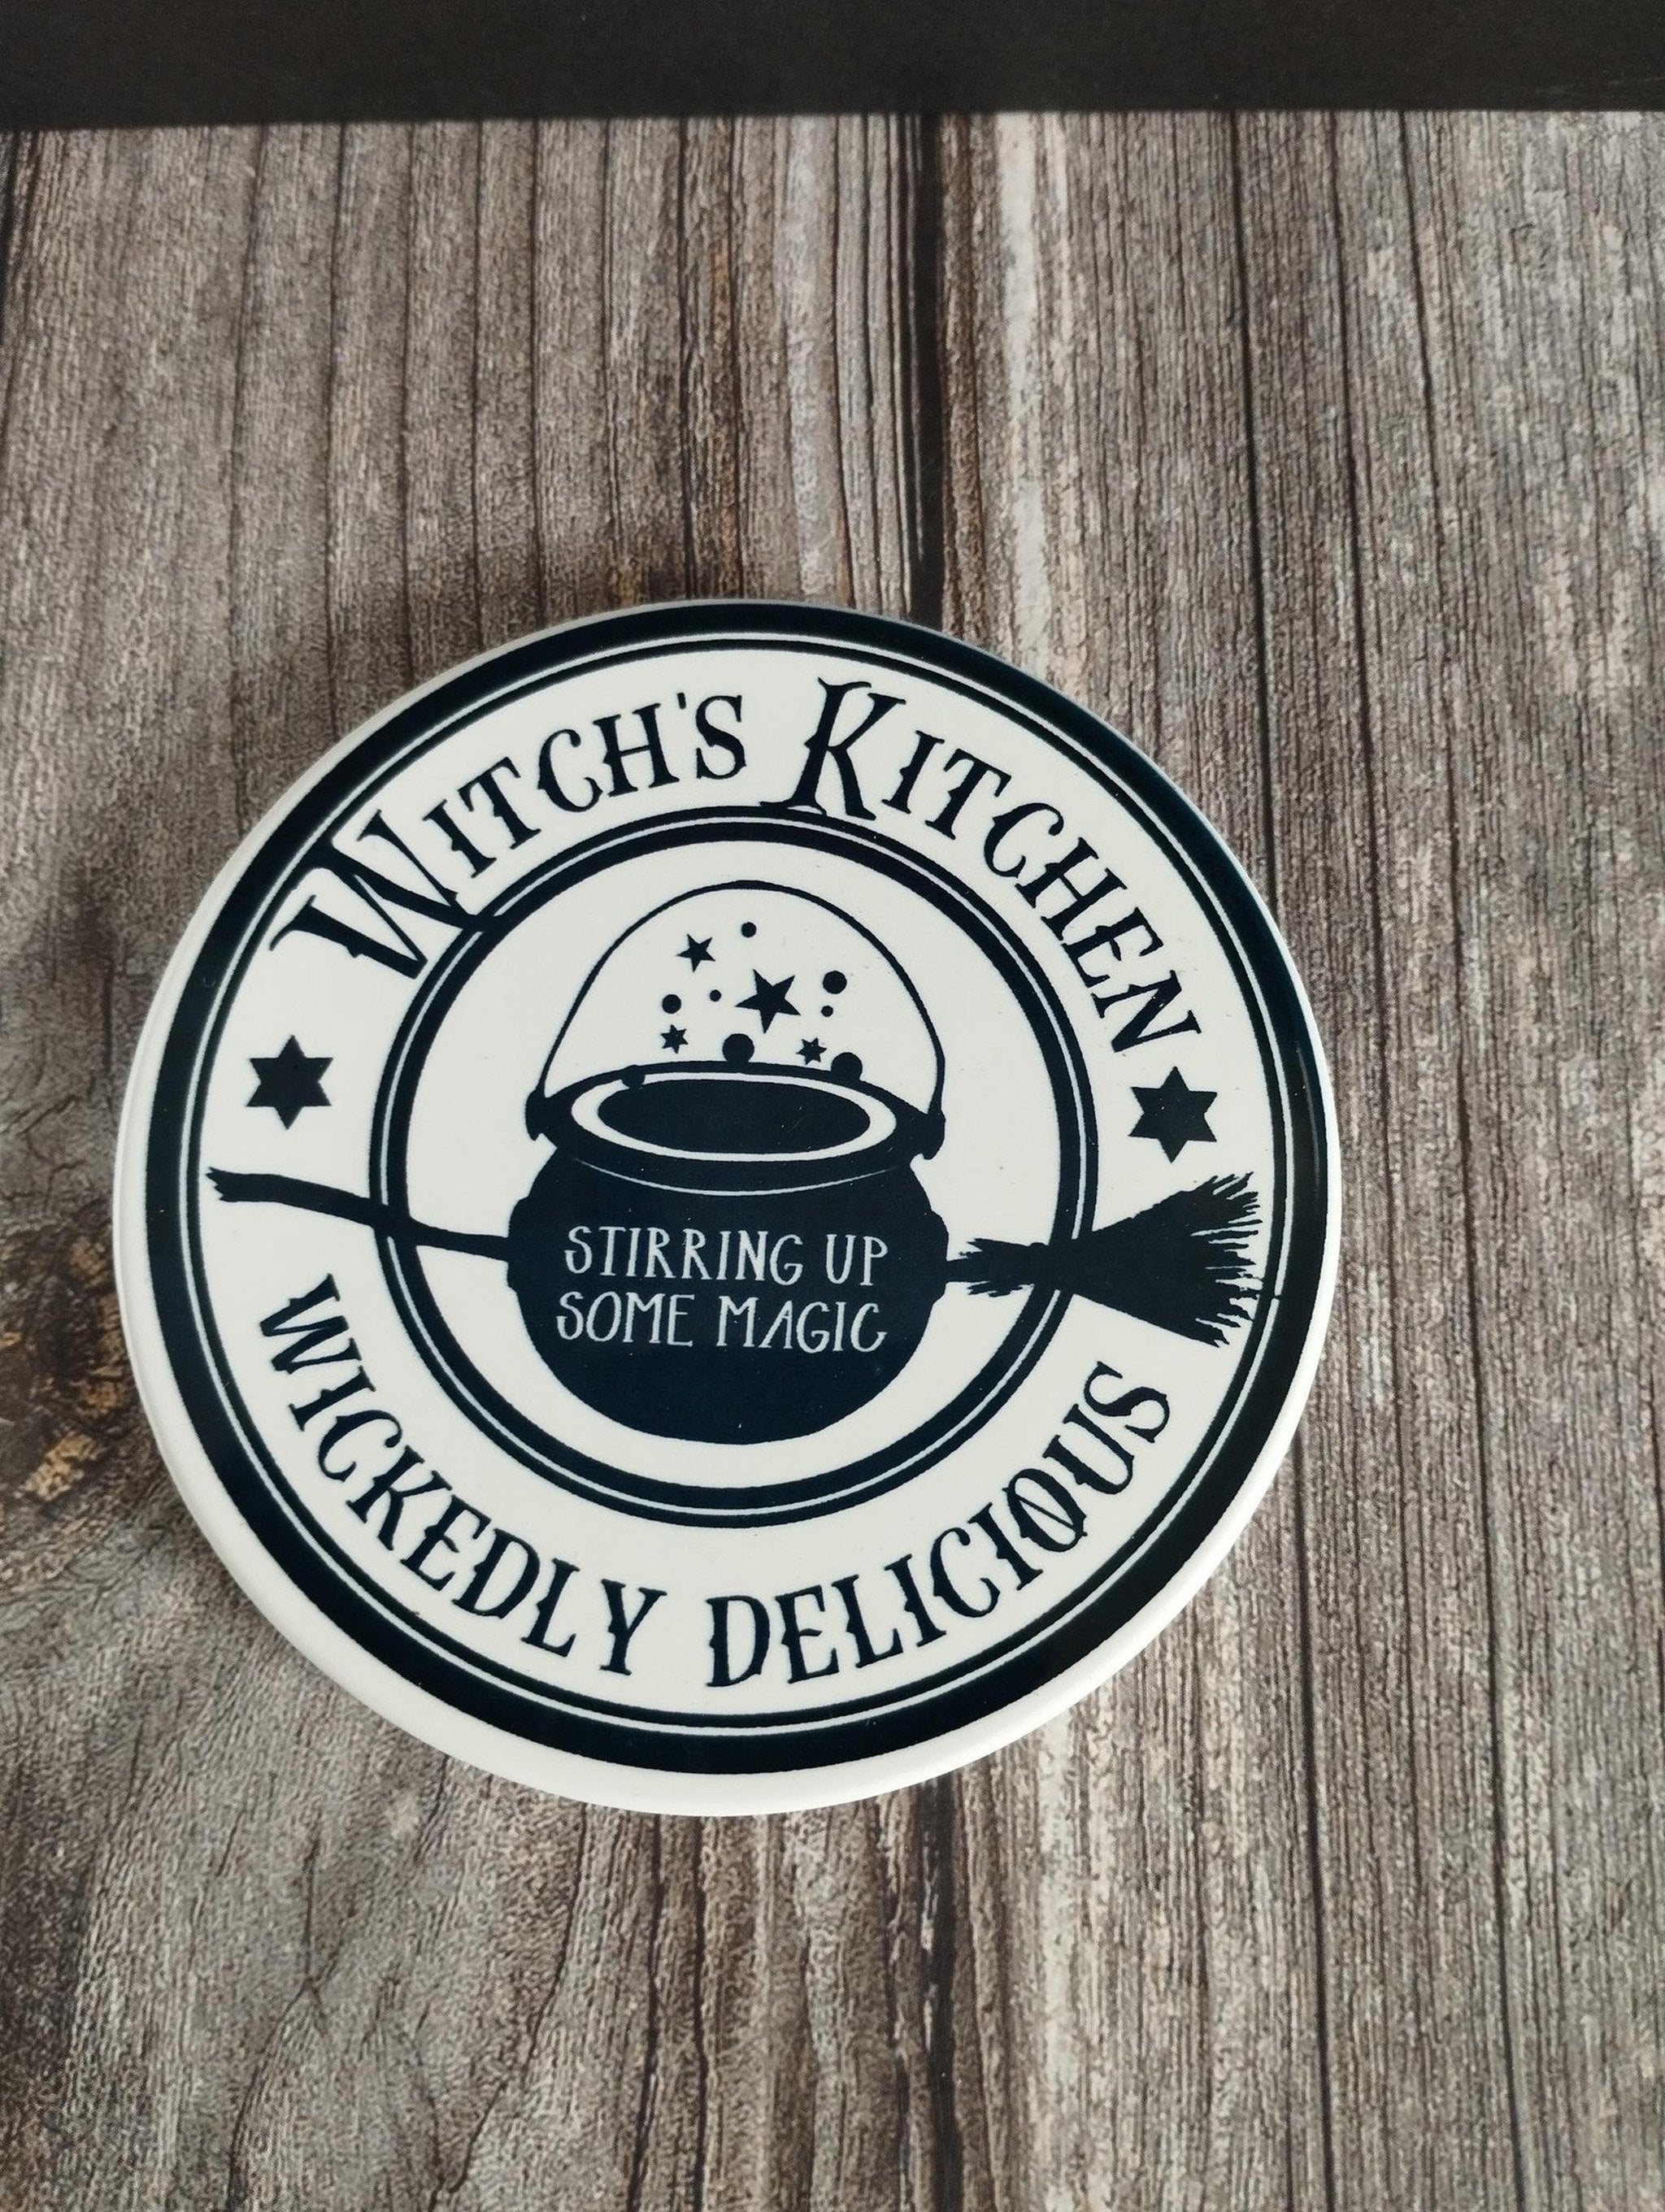 WITCH'S KITCHEN
STIRRING UP
SOME MAGIC
WICKEDLY DELICIOUS